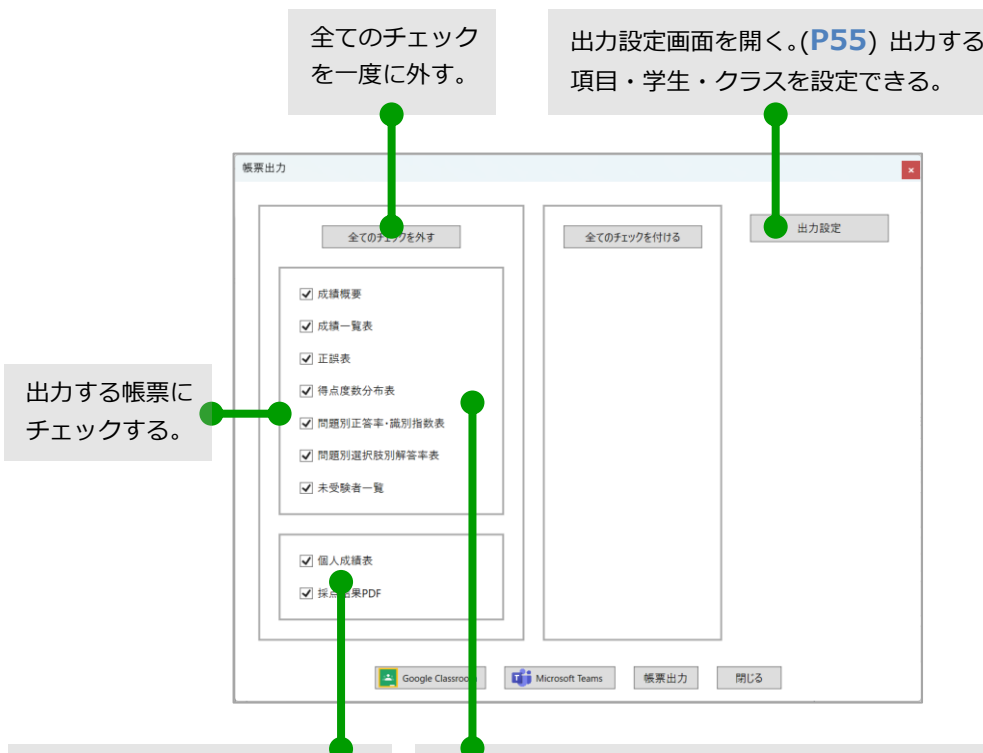 全てのチェック
を一度に外す。
出力設定画面を開く。(P55) 出力する
項目・学生・クラスを設定できる。
帳票出力
全てのチェックを外す
全てのチェックを付ける
出力設定
成績概要
成績一覧表
正誤表
得点度数分布表
問題別正答率・識別指数表
問題別選択肢別解答率表
未受験者一覧
出力する帳票に
チェックする。
個人成績表
採点結果PDF
Google Classroom
Microsoft Teams
帳票出力
閉じる